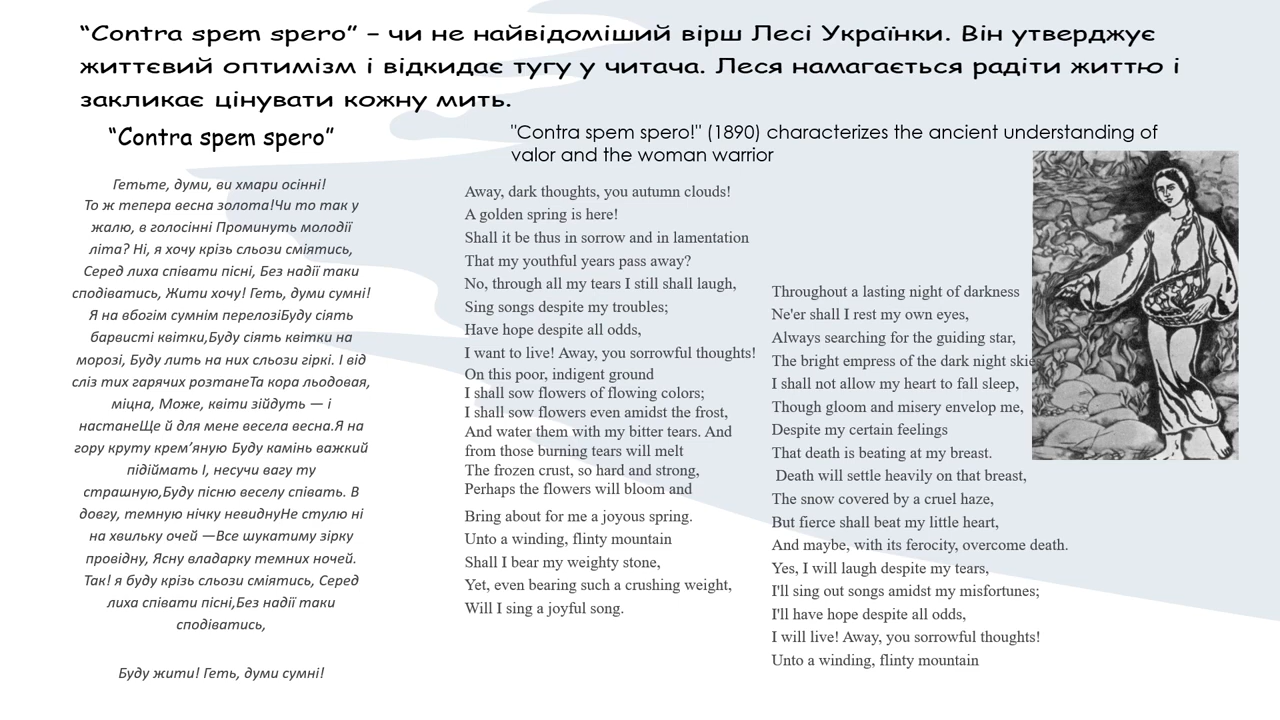 “Contra spem spero” – чи не найвідоміший вірш Лесі Українки. Він утверджує
життєвий оптимізм і відкидає тугу у читача. Леся намагається радіти життю і
закликає цінувати кожну мить.
“Contra spem spero”
Гетьте, думи, ви хмари осінні!
То ж тепера весна золота!Чи то так у
жалю, в голосінні Проминуть молодії
літа? Ні, я хочу крізь сльози сміятись,
Серед лиха співати пісні, Без надії таки
сподіватись, Жити хочу! Геть, думи сумні!
Я на вбогім сумнім перелозіБуду сіять
барвисті квітки,Буду сіять квітки на
морозі, Буду лить на них сльози гіркі. І від
сліз тих гарячих розтанеТа кора льодовая,
міцна, Може, квіти зійдуть — і
настанеЩе й для мене весела весна.Я на
гору круту крем’яную Буду камінь важкий
підіймать І, несучи вагу ту
страшную,Буду пісню веселу співать. В
довгу, темную нічку невиднуНе стулю ні
на хвильку очей —Все шукатиму зірку
провідну, Ясну владарку темних ночей.
Так! я буду крізь сльози сміятись, Серед
лиха співати пісні,Без надії таки
сподіватись,
Буду жити! Геть, думи сумні!
"Contra spem spero!" (1890) characterizes the ancient understanding of
valor and the woman warrior
Away, dark thoughts, you autumn clouds!
A golden spring is here!
Shall it be thus in sorrow and in lamentation
That my youthful years pass away?
No, through all my tears I still shall laugh,
Sing songs despite my troubles;
Have hope despite all odds,
I want to live! Away, you sorrowful thoughts!
On this poor, indigent ground
I shall sow flowers of flowing colors;
I shall sow flowers even amidst the frost,
And water them with my bitter tears. And
from those burning tears will melt
The frozen crust, so hard and strong,
Perhaps the flowers will bloom and
Bring about for me a joyous spring.
Unto a winding, flinty mountain
Shall I bear my weighty stone,
Yet, even bearing such a crushing weight,
Will I sing a joyful song.
Throughout a lasting night of darkness
Ne'er shall I rest my own eyes,
Always searching for the guiding star,
The bright empress of the dark night skies
I shall not allow my heart to fall sleep,
Though gloom and misery envelop me,
Despite my certain feelings
That death is beating at my breast.
Death will settle heavily on that breast,
The snow covered by a cruel haze,
But fierce shall beat my little heart,
And maybe, with its ferocity, overcome death.
Yes, I will laugh despite my tears,
I'll sing out songs amidst my misfortunes;
I'll have hope despite all odds,
I will live! Away, you sorrowful thoughts!
Unto a winding, flinty mountain